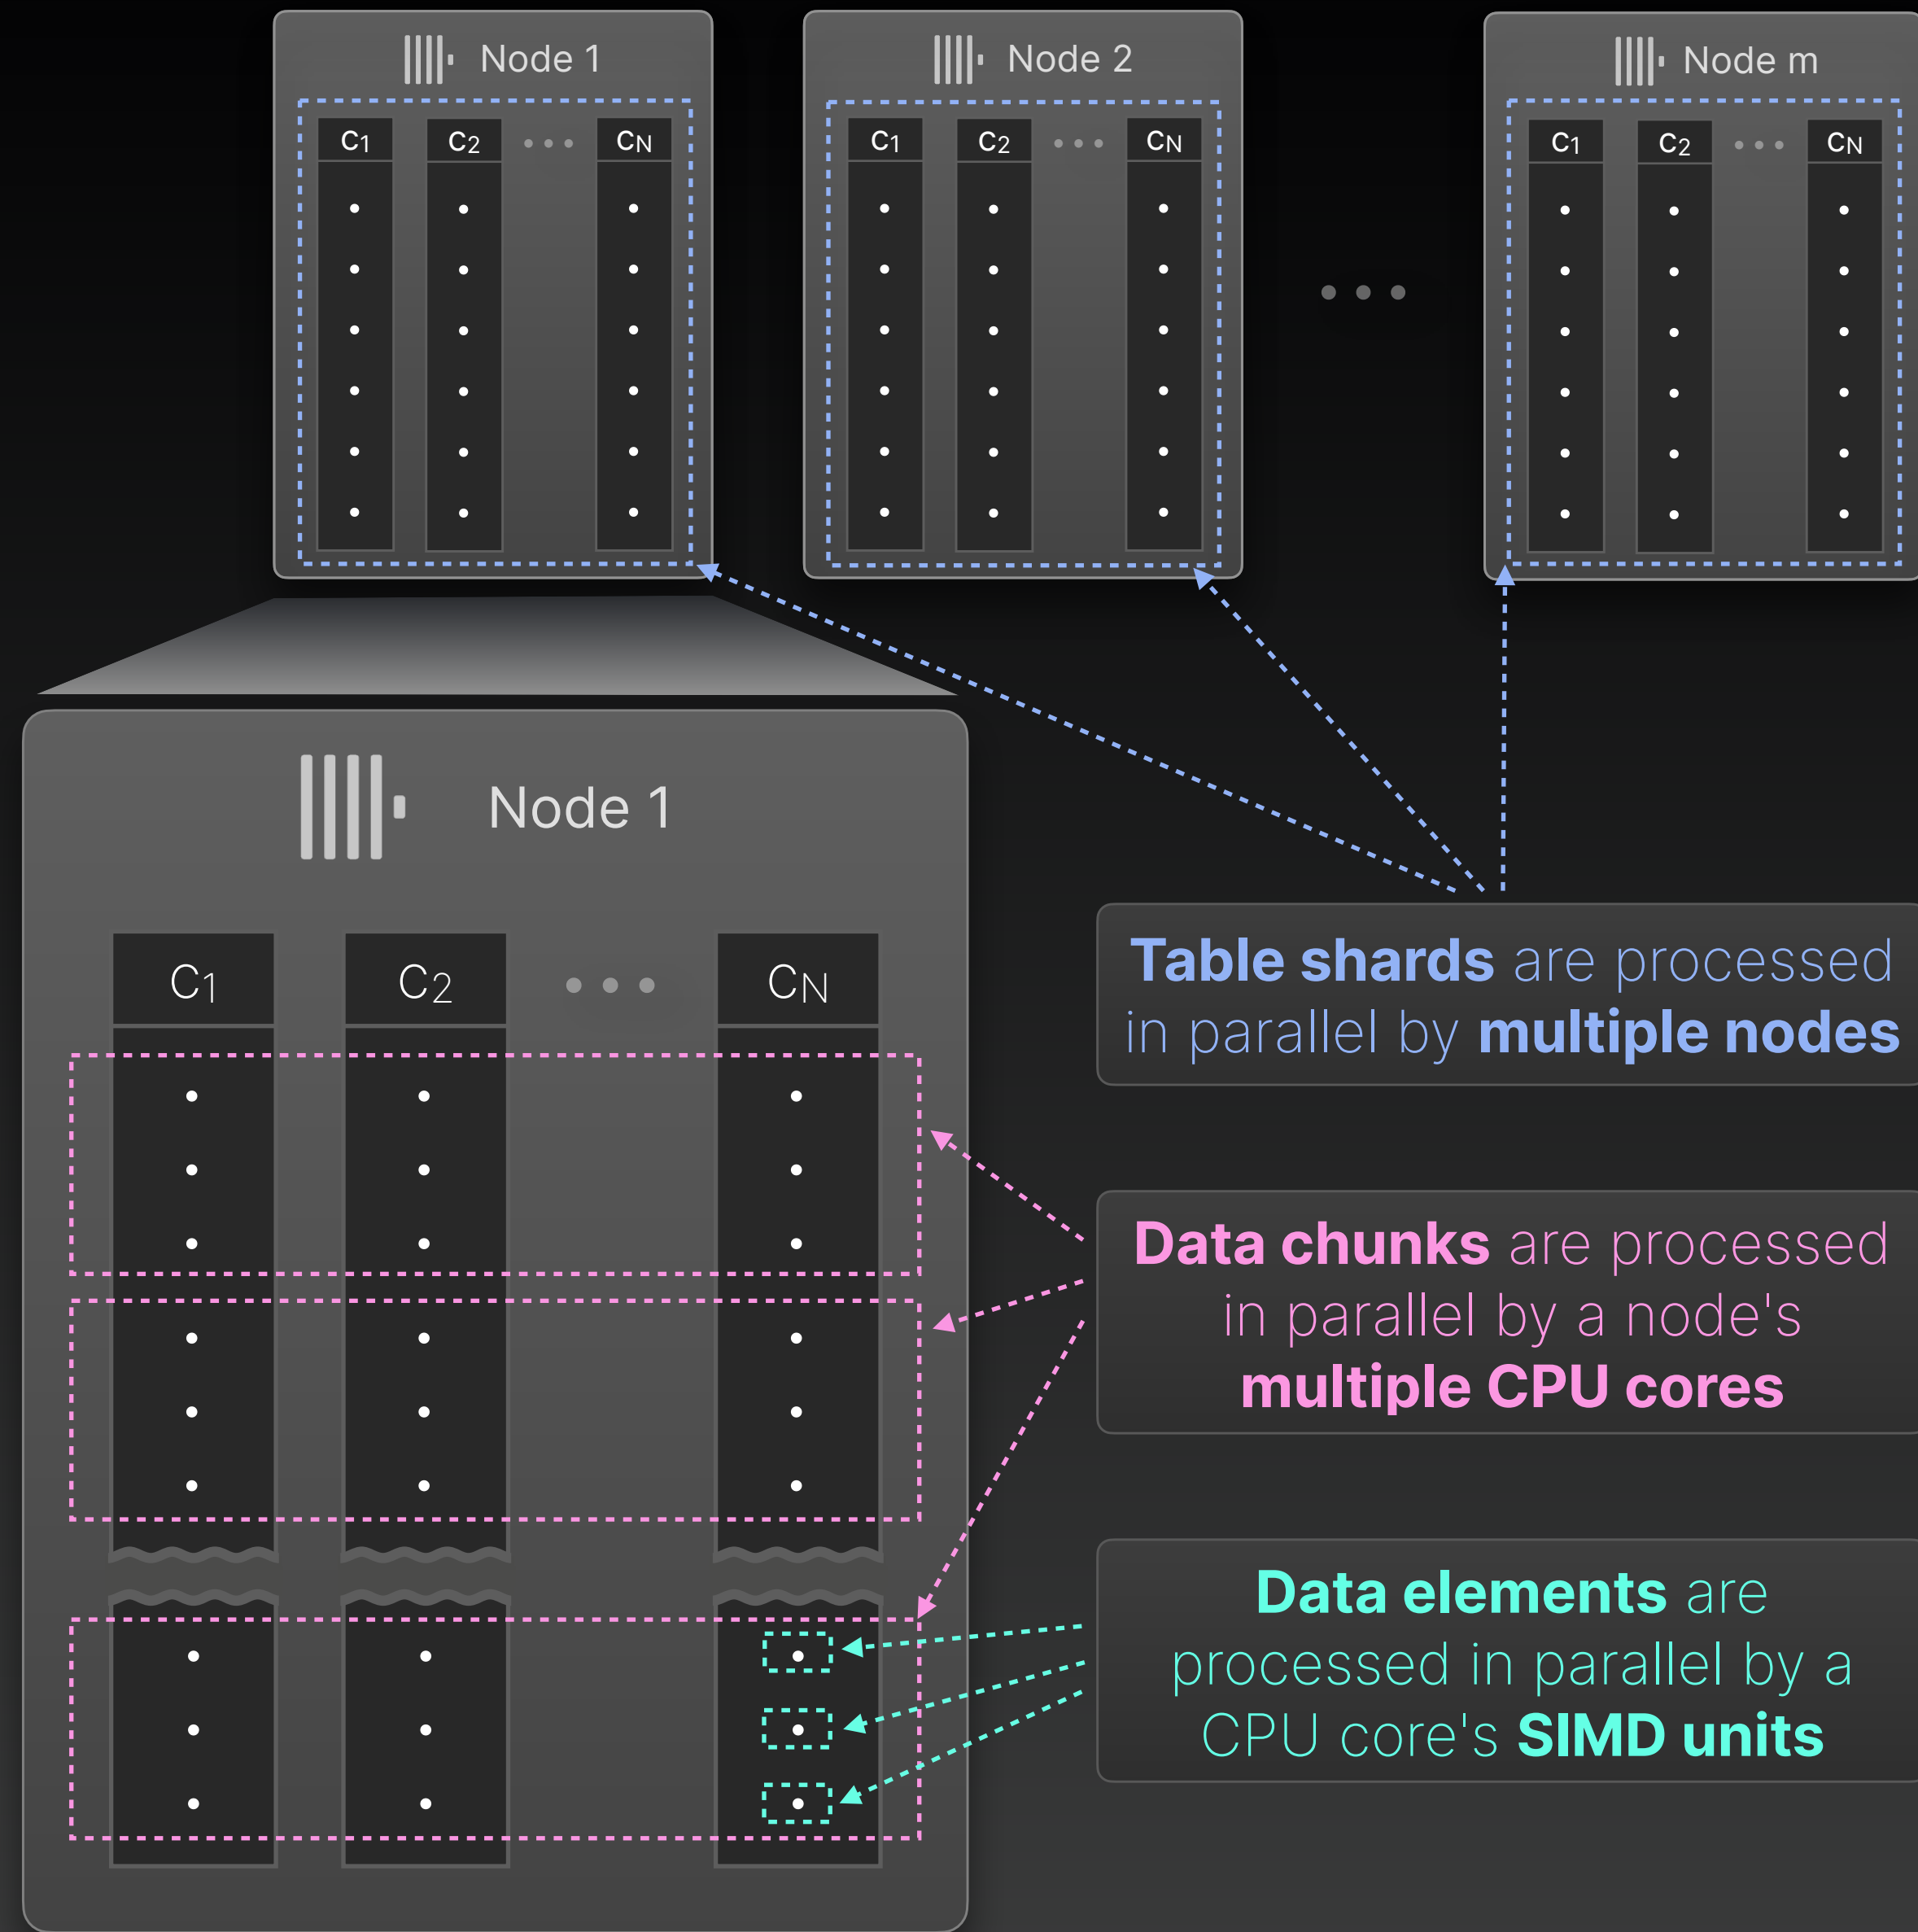 Node 1
Node 2
Node m
C1 C2 CN
C1 C2 CN
C1 C2 CN
Node 1
C1 C2 CN
Table shards are processed
in parallel by multiple nodes
Data chunks are processed
in parallel by a node's
multiple CPU cores
Data elements are
processed in parallel by a
CPU core's SIMD units